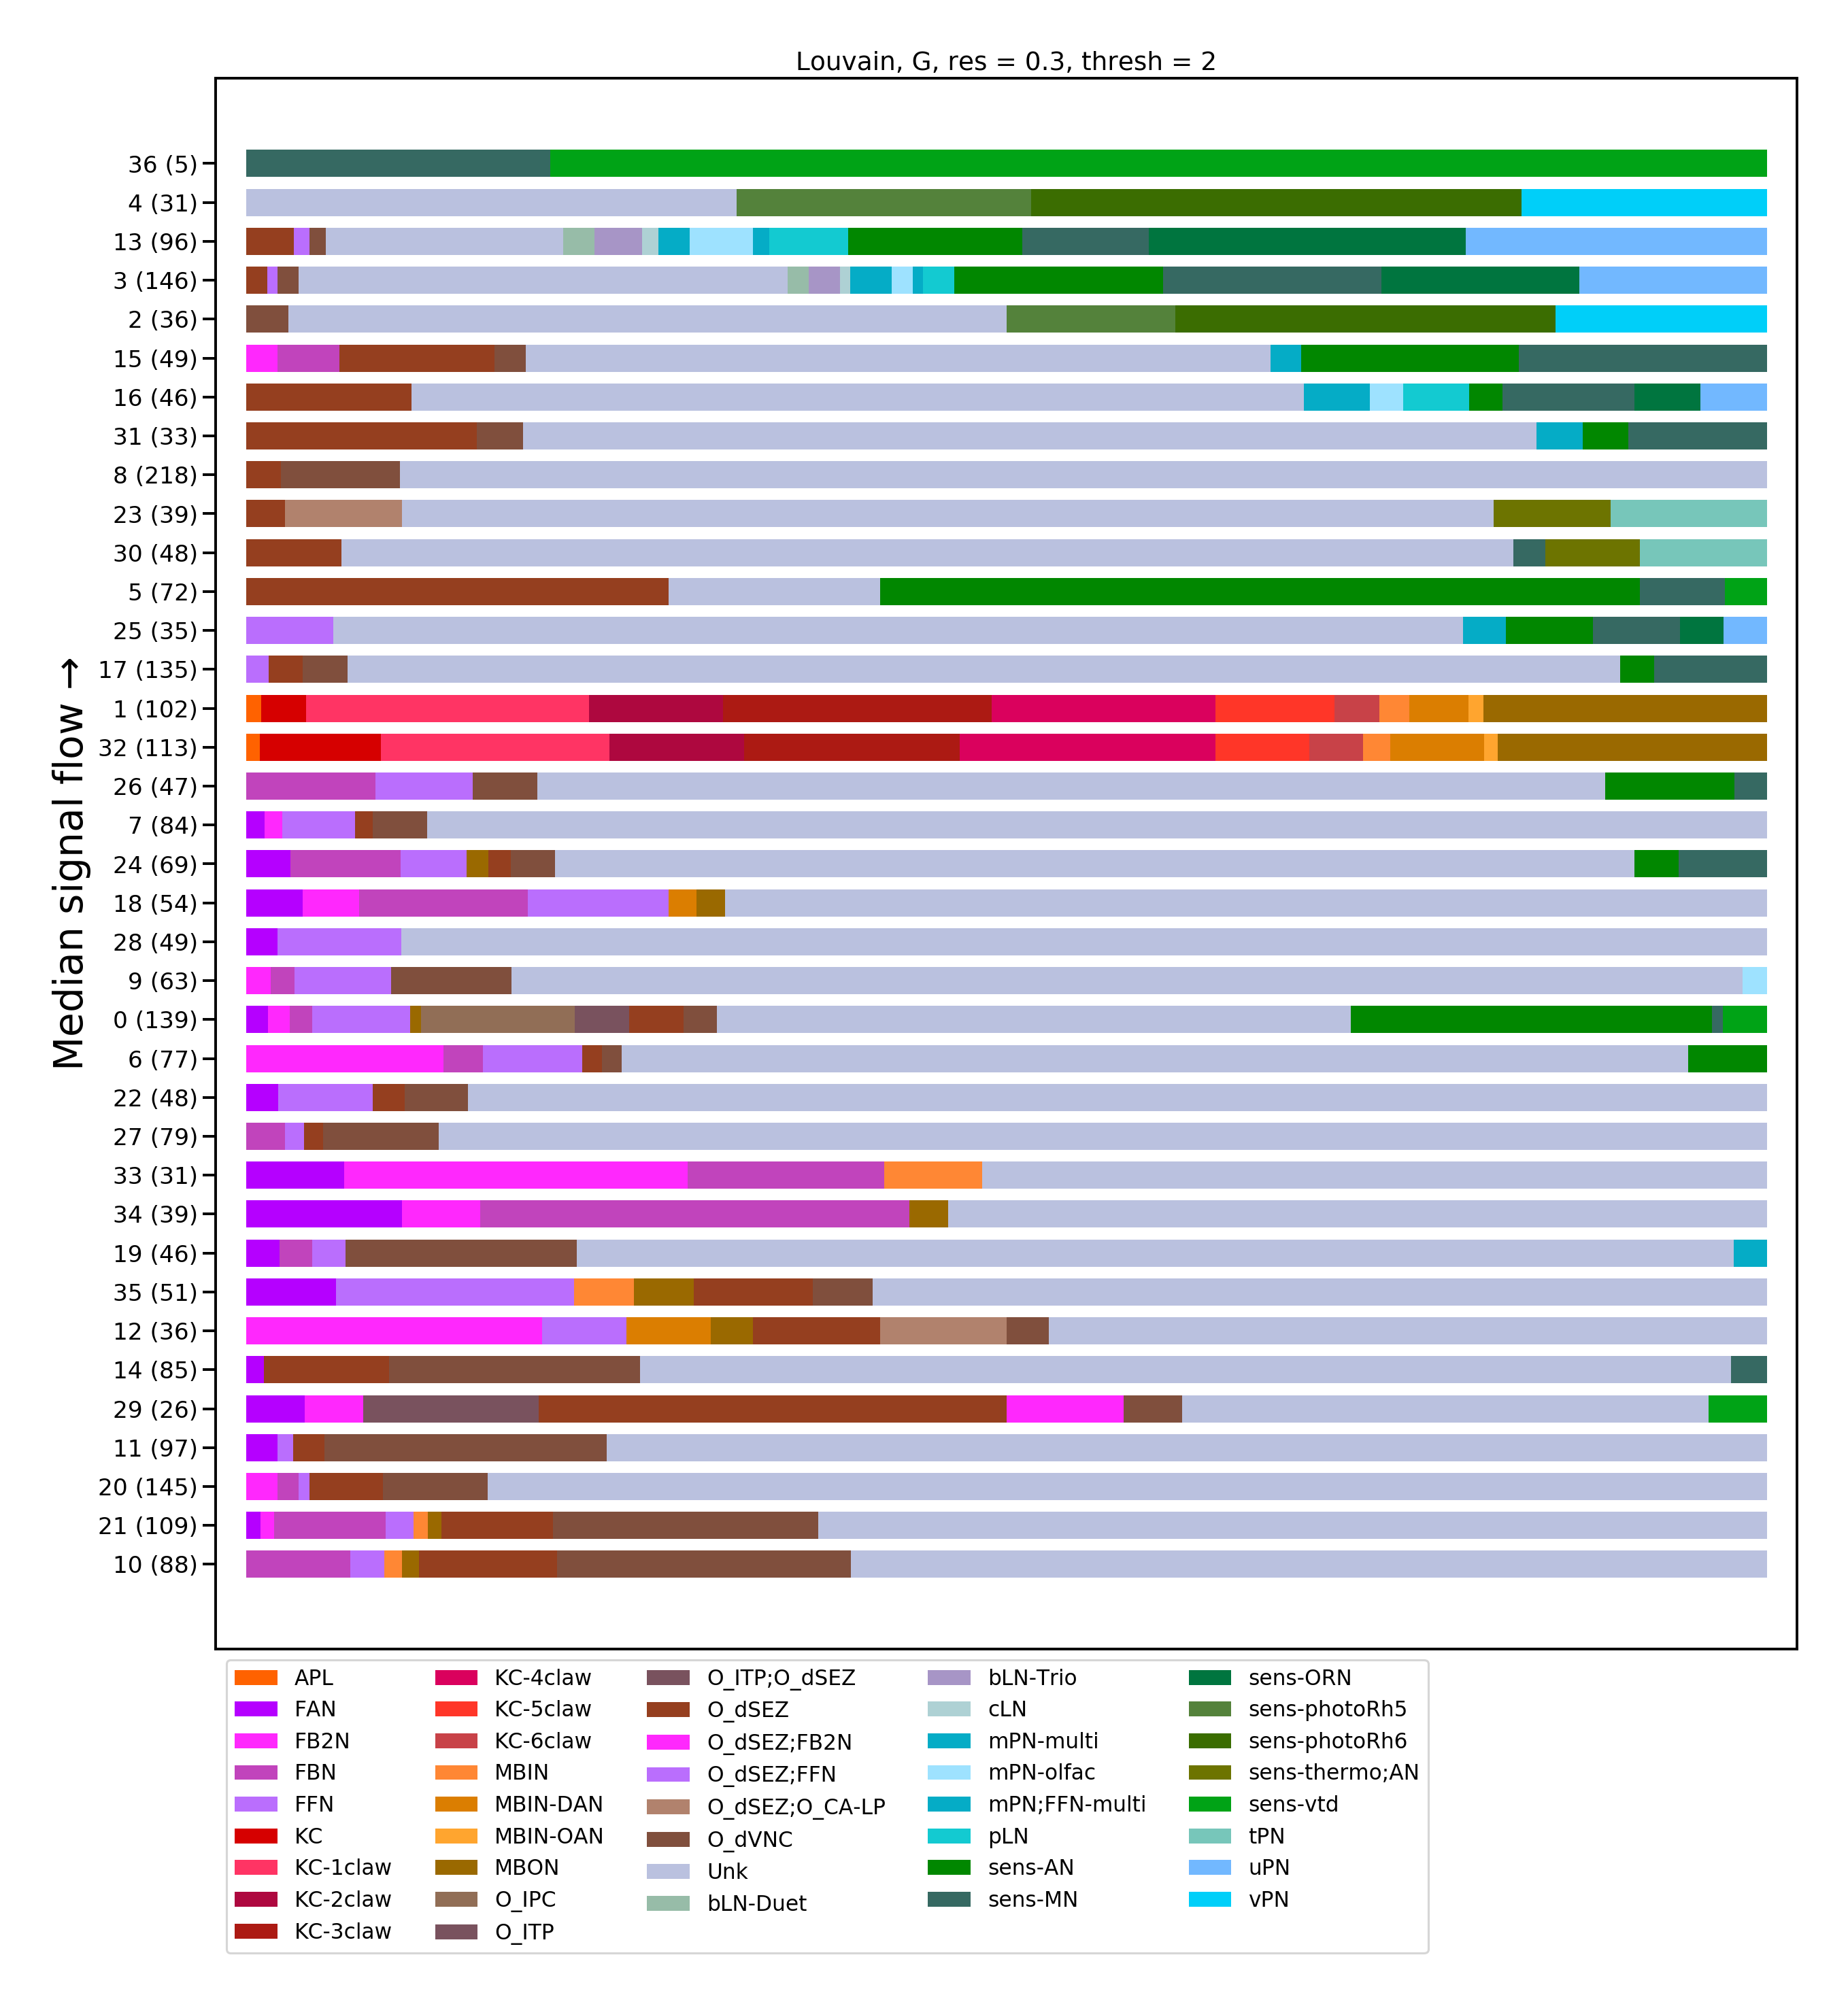 Louvain, G, res = 0.3, thresh = 2
Median signal flow →
36 (5)
4 (31)
13 (96)
3 (146)
2 (36)
15 (49)
16 (46)
31 (33)
8 (218)
23 (39)
30 (48)
5 (72)
25 (35)
17 (135)
1 (102)
32 (113)
26 (47)
7 (84)
24 (69)
18 (54)
28 (49)
9 (63)
0 (139)
6 (77)
22 (48)
27 (79)
33 (31)
34 (39)
19 (46)
35 (51)
12 (36)
14 (85)
29 (26)
11 (97)
20 (145)
21 (109)
10 (88)
APL
FAN
FB2N
FBN
FFN
KC
KC-1claw
KC-2claw
KC-3claw
KC-4claw
KC-5claw
KC-6claw
MBIN
MBIN-DAN
MBIN-OAN
MBON
O_IPC
O_ITP
O_ITP;O_dSEZ
O_dSEZ
O_dSEZ;FB2N
O_dSEZ;FFN
O_dSEZ;O_CA-LP
O_dVNC
Unk
bLN-Duet
bLN-Trio
cLN
mPN-multi
mPN-olfac
mPN;FFN-multi
pLN
sens-AN
sens-MN
sens-ORN
sens-photoRh5
sens-photoRh6
sens-thermo;AN
sens-vtd
tPN
uPN
vPN